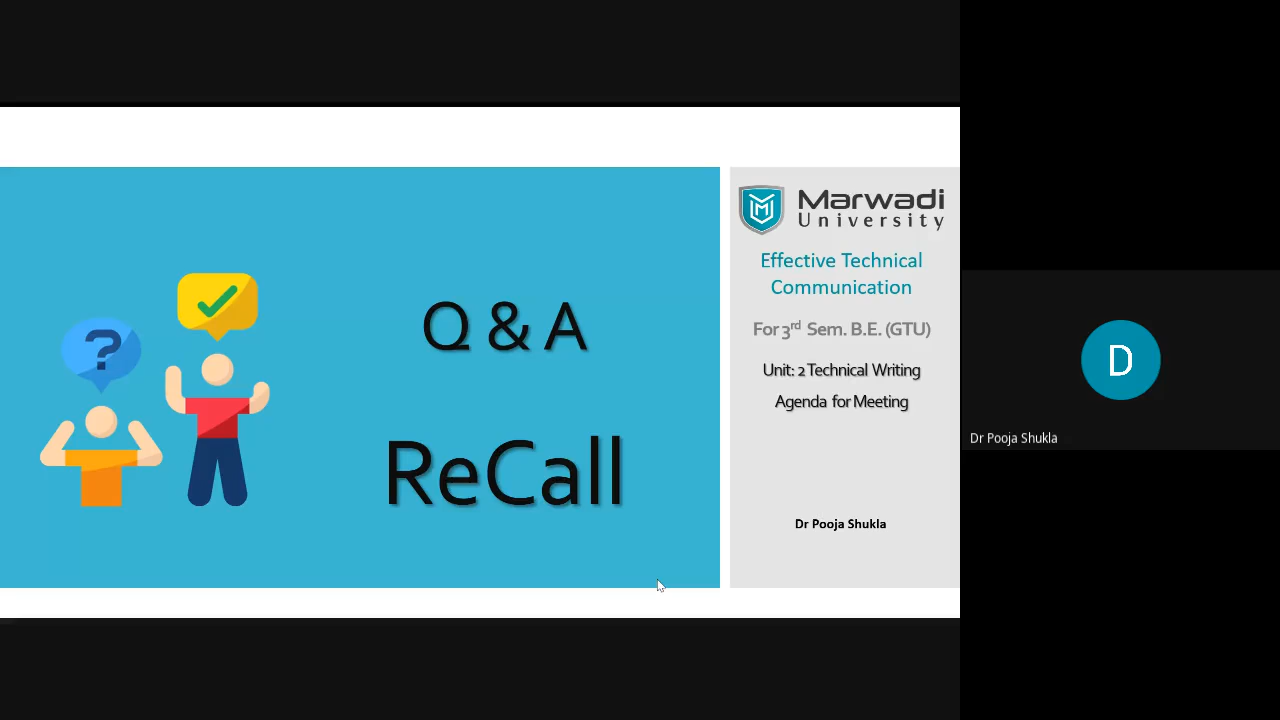 ?
Q & A
ReCall
Marwadi
University
Effective Technical
Communication
For 3rd Sem. B.E. (GTU)
Unit: 2 Technical Writing
Agenda for Meeting
Dr Pooja Shukla
D
Dr Pooja Shukla